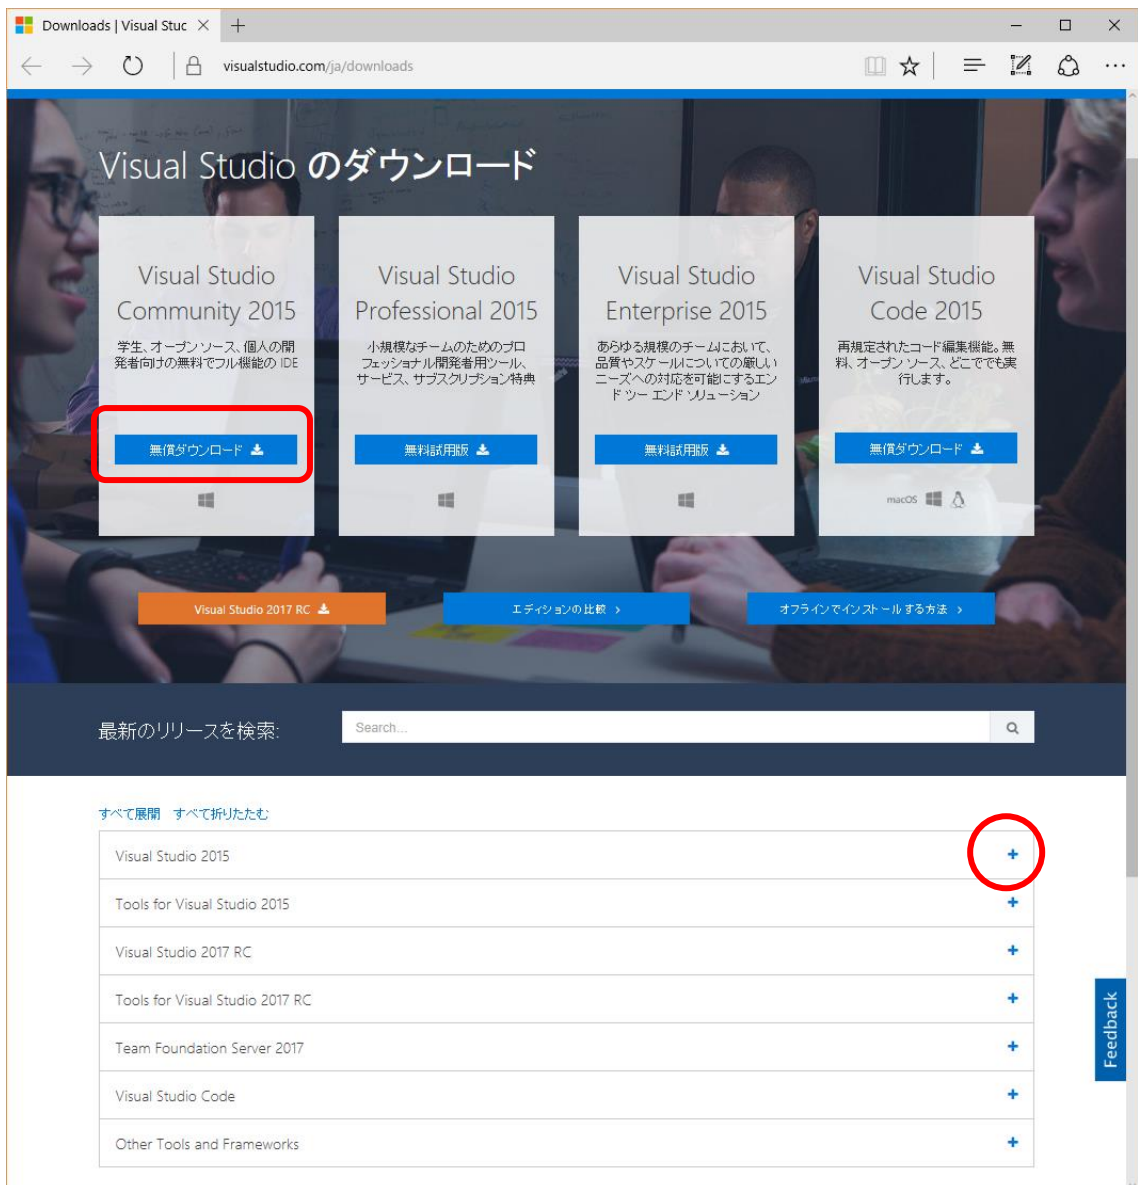 Downloads | Visual Stuc
visualstudio.com/ja/downloads
Visual Studio のダウンロード
Visual Studio
Community 2015
学生、オープン ソース、個人の開
発者向けの無料でフル機能の IDE
無償ダウンロード
Visual Studio
Professional 2015
小規模なチームのためのプロ
フェッショナル開発者用ツール、
サービス、サブスクリプション特典
無料試用版
Visual Studio
Enterprise 2015
あらゆる規模のチームにおいて、
品質やスケールについての厳しい
ニーズへの対応を可能にするエン
ド ツー エンド ソリューション
無料試用版
Visual Studio
Code 2015
再規定されたコード編集機能。無
料、オープン ソース、どこででも実
行します。
無償ダウンロード
macOS
Visual Studio 2017 RC
エディションの比較
オフラインでインストールする方法
最新のリリースを検索:
Search...
すべて展開 すべて折りたたむ
Visual Studio 2015
Tools for Visual Studio 2015
Visual Studio 2017 RC
Tools for Visual Studio 2017 RC
Team Foundation Server 2017
Visual Studio Code
Other Tools and Frameworks
Feedback